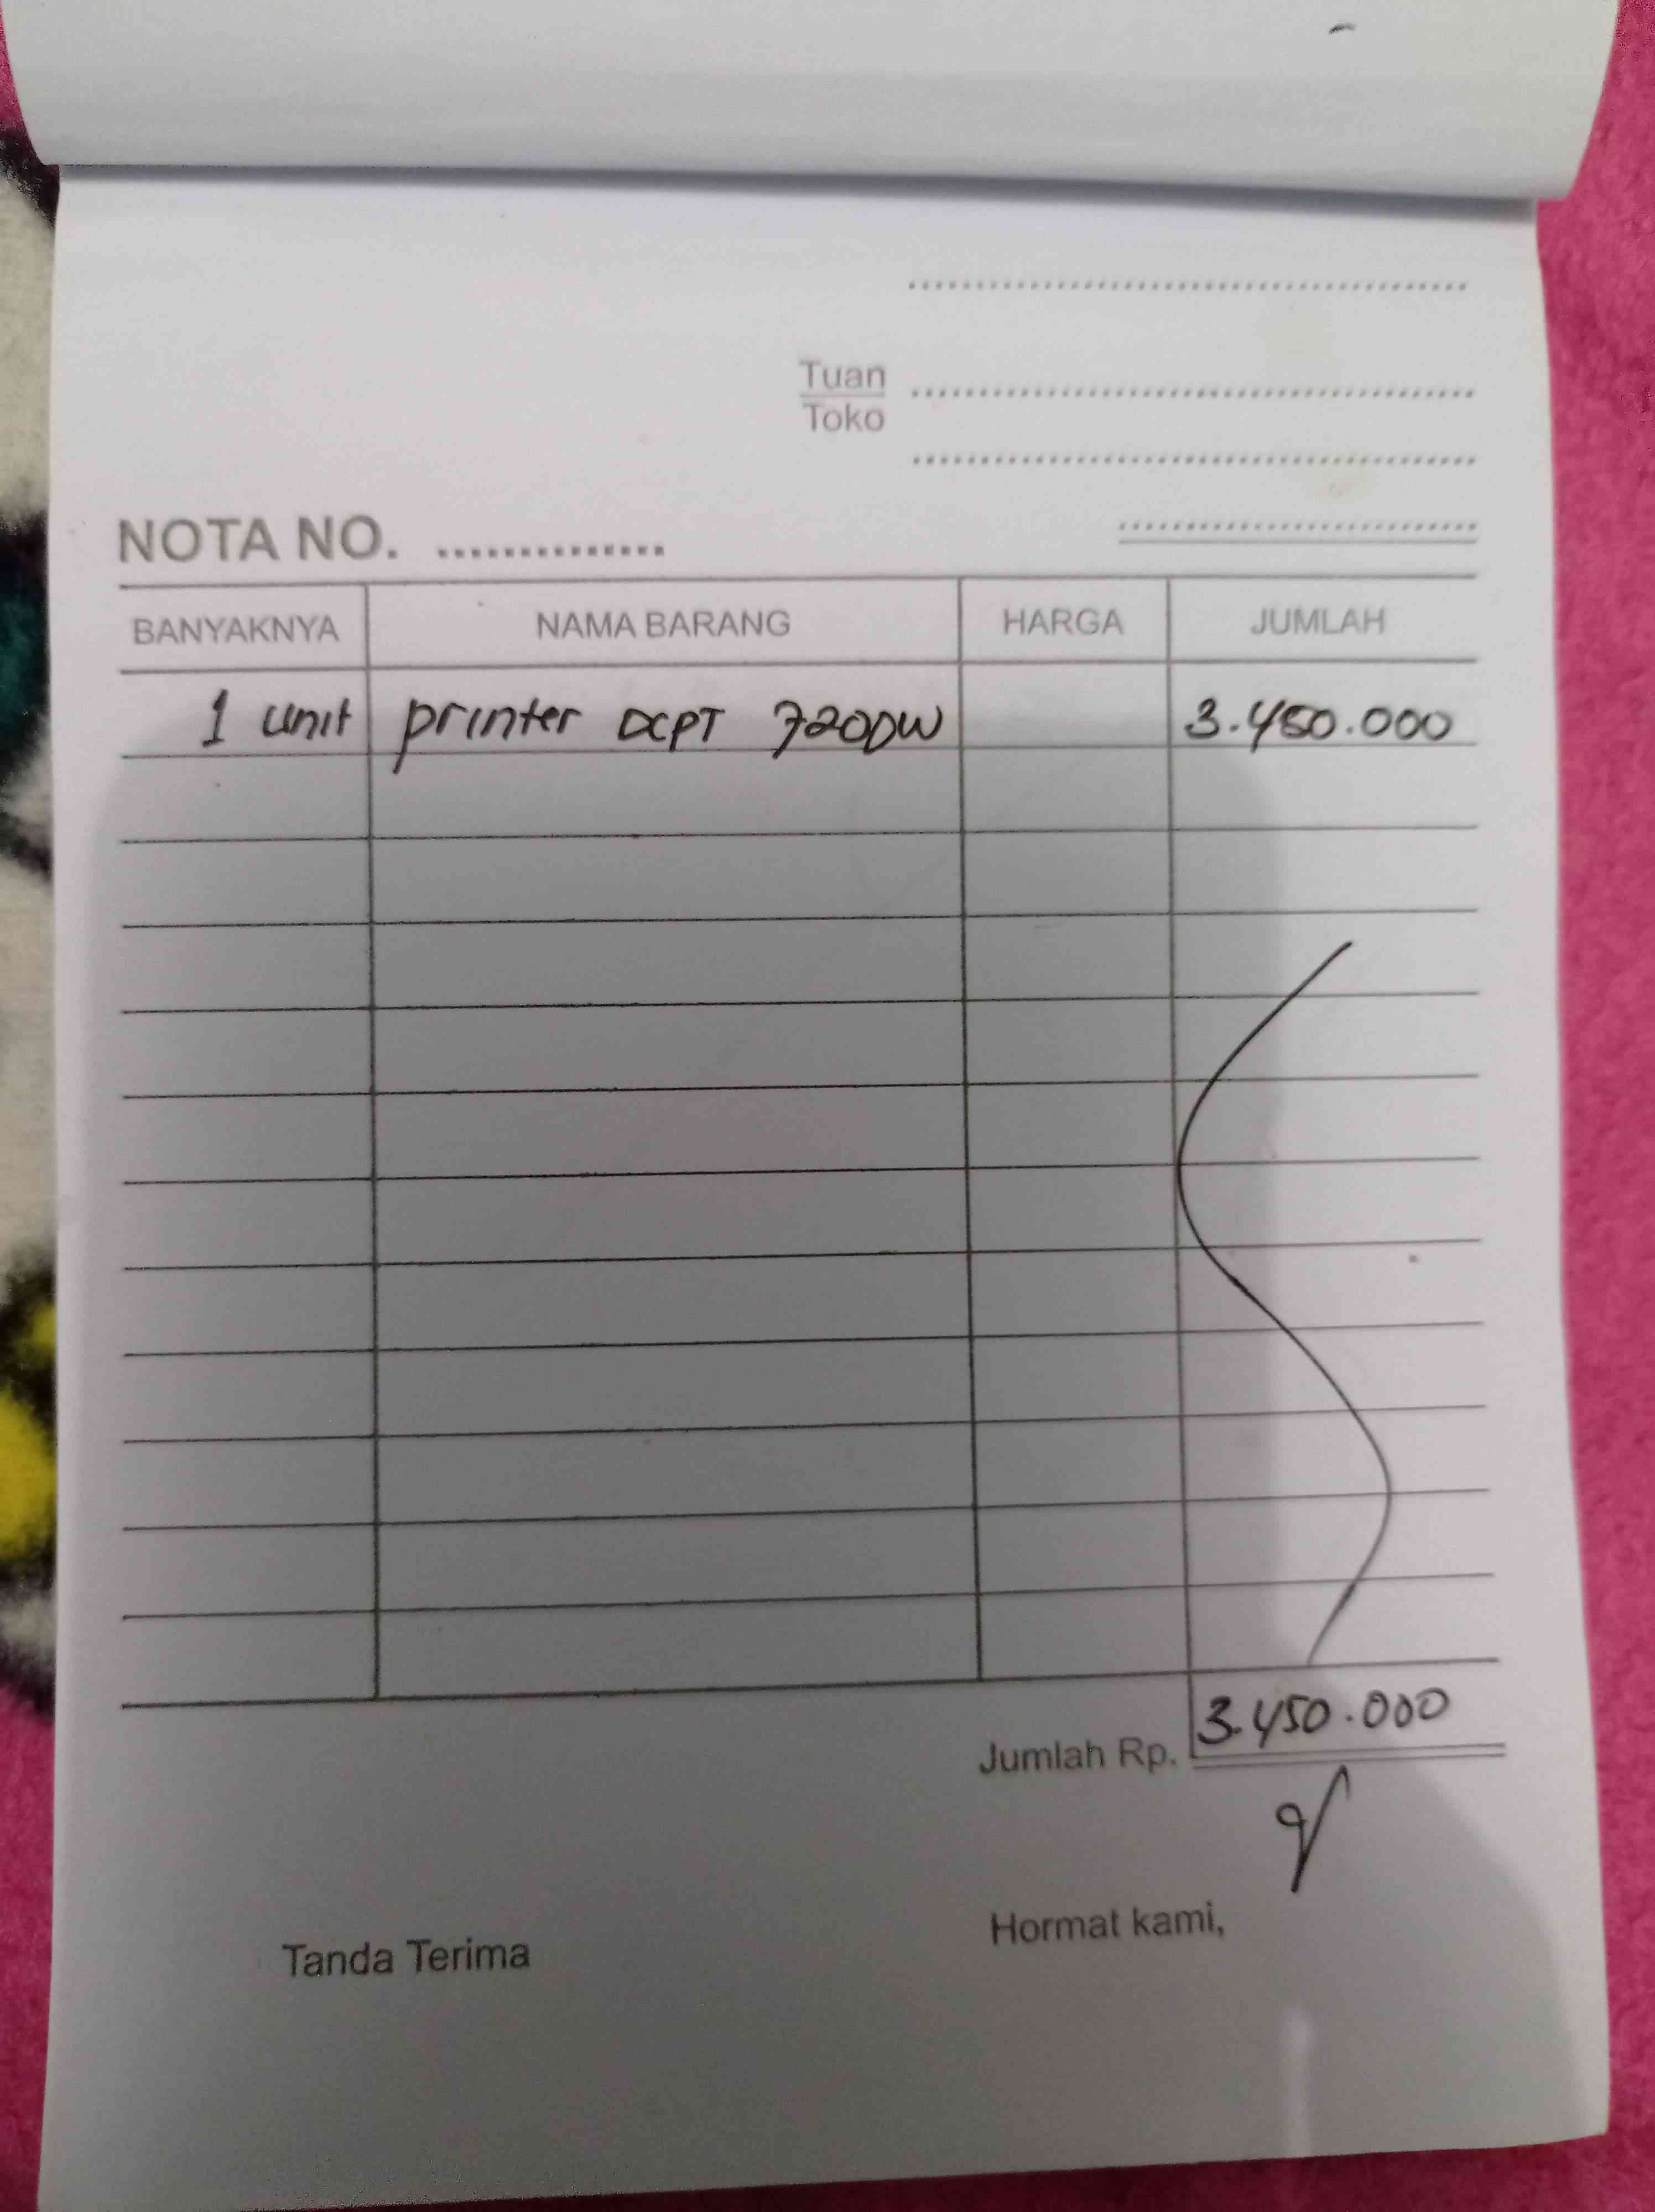 Tuan
Toko
NOTA NO.
BANYAKNYA NAMA BARANG HARGA JUMLAH
1 unit printer DCPT 720DW 3.450.000
Jumlah Rp. 3.450.000
Hormat kami,
Tanda Terima